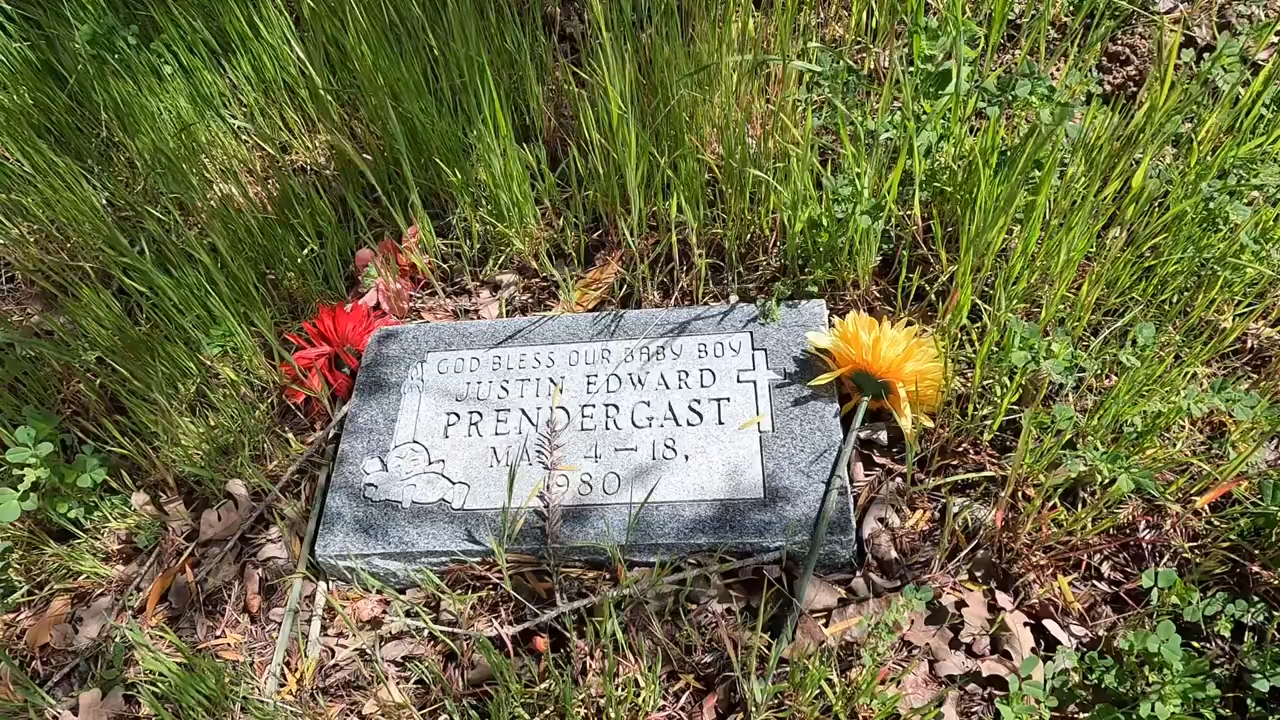 GOD BLESS OUR BABY BOY
JUSTIN EDWARD
PRENDERGAST
4-18,
1980